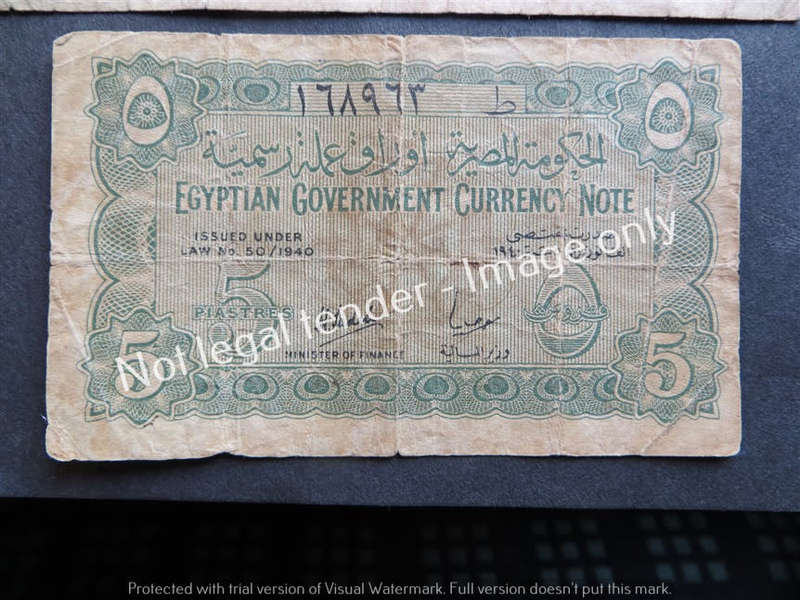 ٥ ١٦٨٩٦٣ ط ٥
الحكومة المصرية أوراق عملة رسمية
EGYPTIAN GOVERNMENT CURRENCY NOTE
ISSUED UNDER
LAW No. 50/1940
5
PIASTRES
٥
قروش
MINISTER OF FINANCE
وزير المالية
5 5
Not legal tender - Image only
Protected with trial version of Visual Watermark. Full version doesn't put this mark.